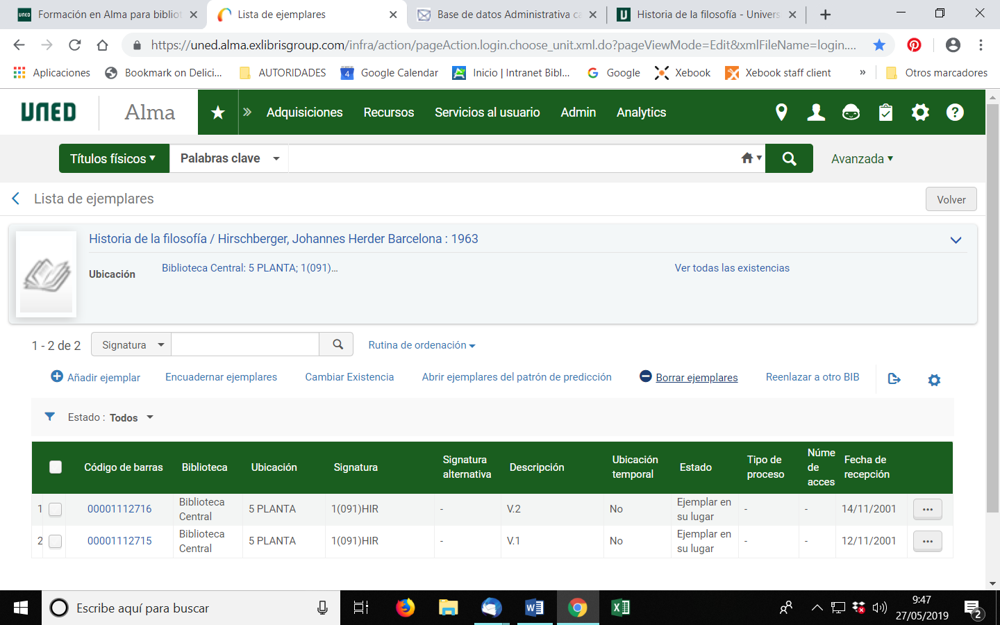 UNED Formación en Alma para bibliot
Lista de ejemplares
Base de datos Administrativa ca
Historia de la filosofía - Univers
https://uned.alma.exlibrisgroup.com/infra/action/pageAction.login.choose_unit.xml.do?pageViewMode=Edit&xmlFileName=login....
Aplicaciones
Bookmark on Delici...
AUTORIDADES
4 Google Calendar
Inicio | Intranet Bibl...
Google
Xebook
Xebook staff client
»
Otros marcadores
UNED Alma
Adquisiciones Recursos Servicios al usuario Admin Analytics
Títulos físicos Palabras clave Avanzada
Lista de ejemplares
Volver
Historia de la filosofía / Hirschberger, Johannes Herder Barcelona : 1963
Ubicación Biblioteca Central: 5 PLANTA; 1(091)... Ver todas las existencias
1 - 2 de 2 Signatura Rutina de ordenación
Añadir ejemplar Encuadernar ejemplares Cambiar Existencia Abrir ejemplares del patrón de predicción Borrar ejemplares Reenlazar a otro BIB
Estado : Todos
Código de barras Biblioteca Ubicación Signatura Signatura alternativa Descripción Ubicación temporal Estado Tipo de proceso Núme de acces Fecha de recepción
1 00001112716 Biblioteca Central 5 PLANTA 1(091)HIR - V.2 No Ejemplar en su lugar - - 14/11/2001 ...
2 00001112715 Biblioteca Central 5 PLANTA 1(091)HIR - V.1 No Ejemplar en su lugar - - 12/11/2001 ...
Escribe aquí para buscar
9:47
27/05/2019
2